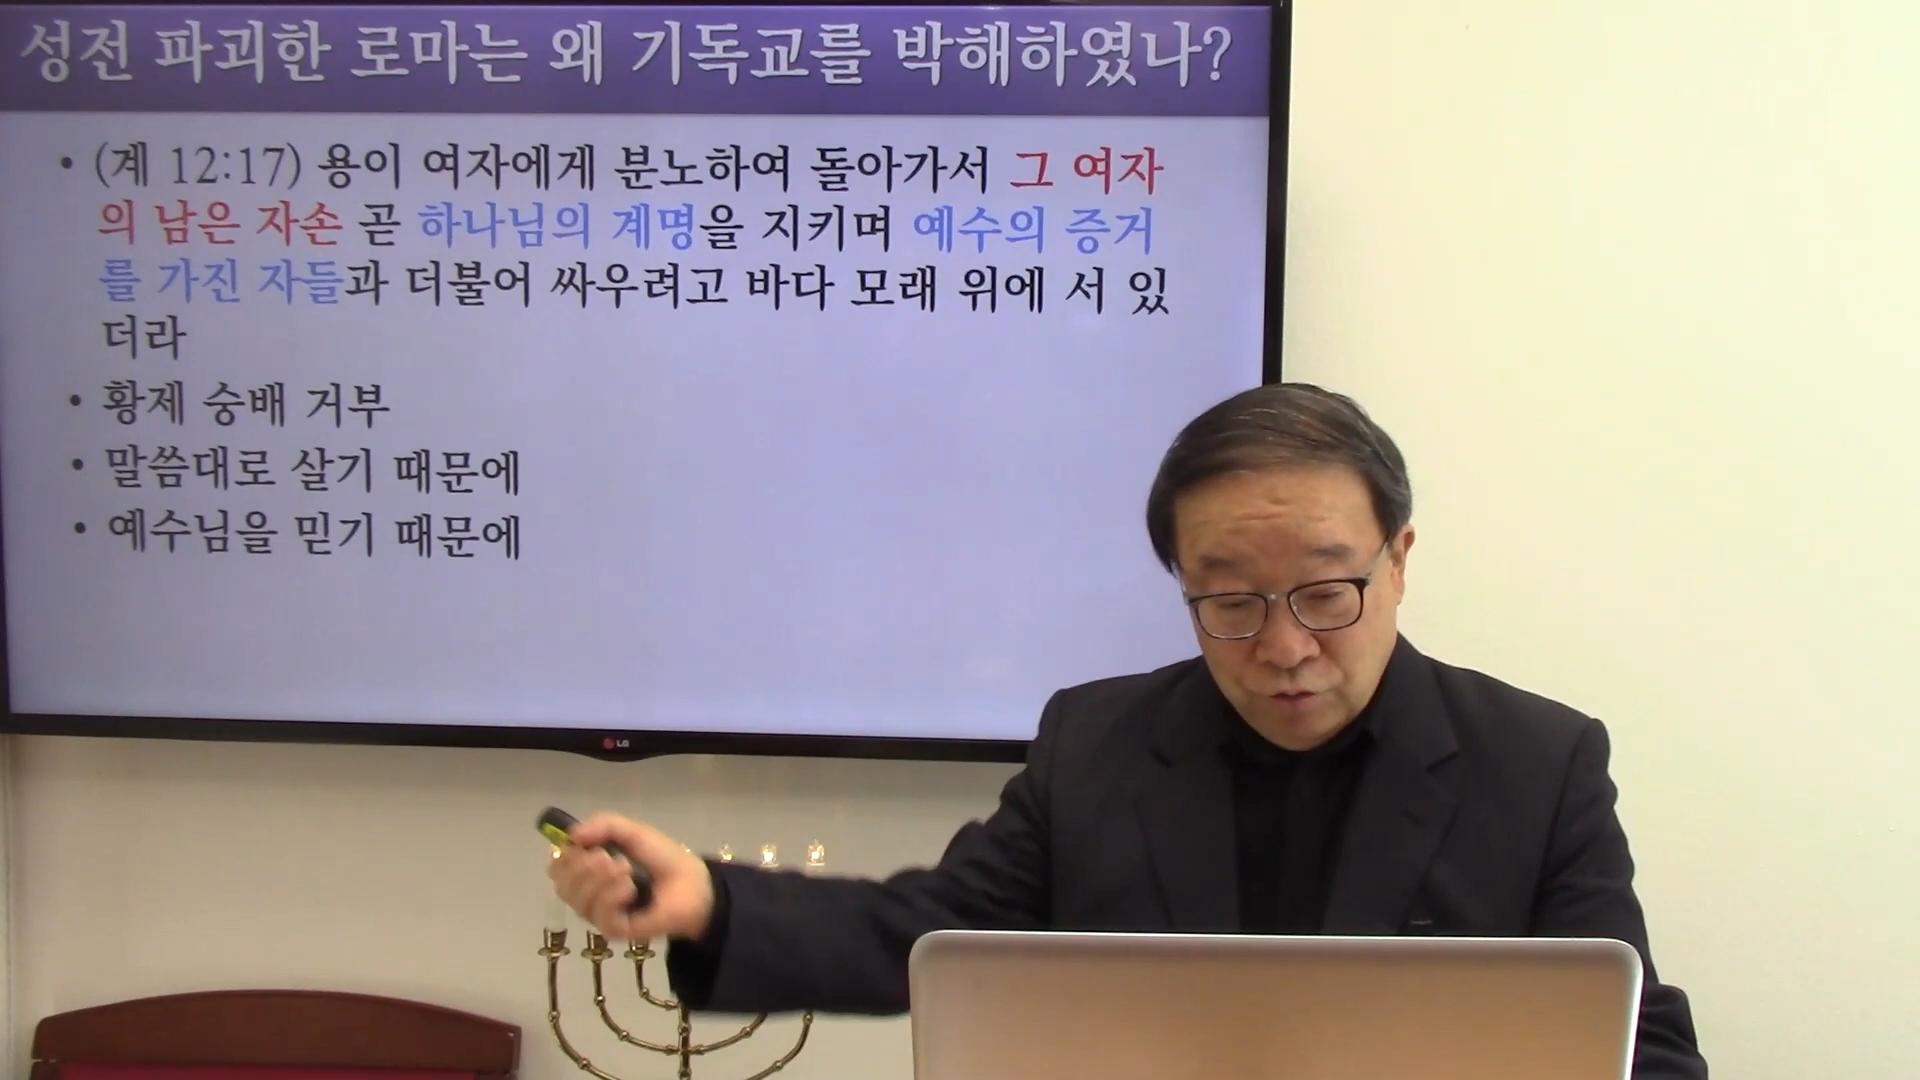 성전 파괴한 로마는 왜 기독교를 박해하였나?
• (계 12:17) 용이 여자에게 분노하여 돌아가서 그 여자
의 남은 자손 곧 하나님의 계명을 지키며 예수의 증거
를 가진 자들과 더불어 싸우려고 바다 모래 위에 서 있
더라
• 황제 숭배 거부
• 말씀대로 살기 때문에
• 예수님을 믿기 때문에
LG